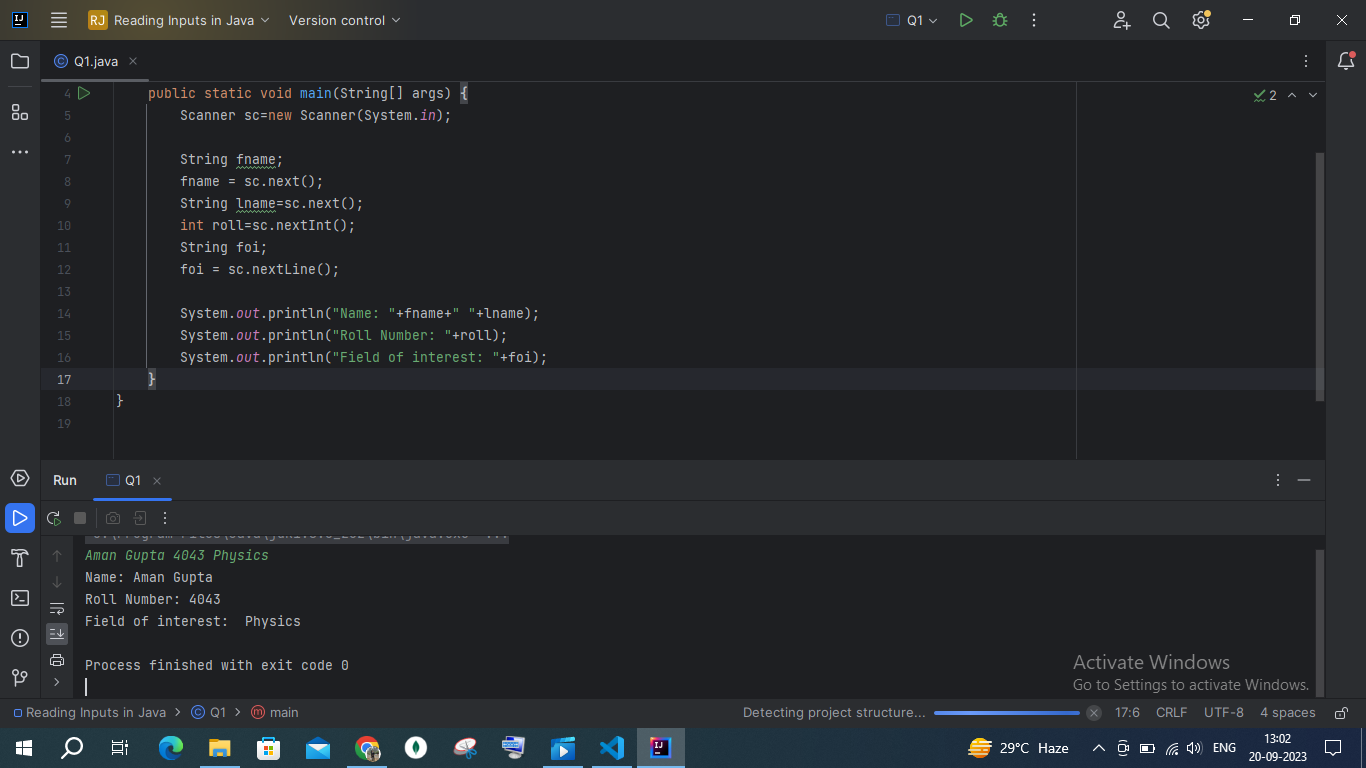 RJ Reading Inputs in Java Version control Q1
Q1.java
4 public static void main(String[] args) { 2
5 Scanner sc=new Scanner(System.in);
6
7 String fname;
8 fname = sc.next();
9 String lname=sc.next();
10 int roll=sc.nextInt();
11 String foi;
12 foi = sc.nextLine();
13
14 System.out.println("Name: "+fname+" "+lname);
15 System.out.println("Roll Number: "+roll);
16 System.out.println("Field of interest: "+foi);
17 }
18 }
19
Run Q1
Aman Gupta 4043 Physics
Name: Aman Gupta
Roll Number: 4043
Field of interest:  Physics
Process finished with exit code 0
Activate Windows
Go to Settings to activate Windows.
Reading Inputs in Java > Q1 > main Detecting project structure... 17:6 CRLF UTF-8 4 spaces
29°C Haze ENG 13:02
20-09-2023